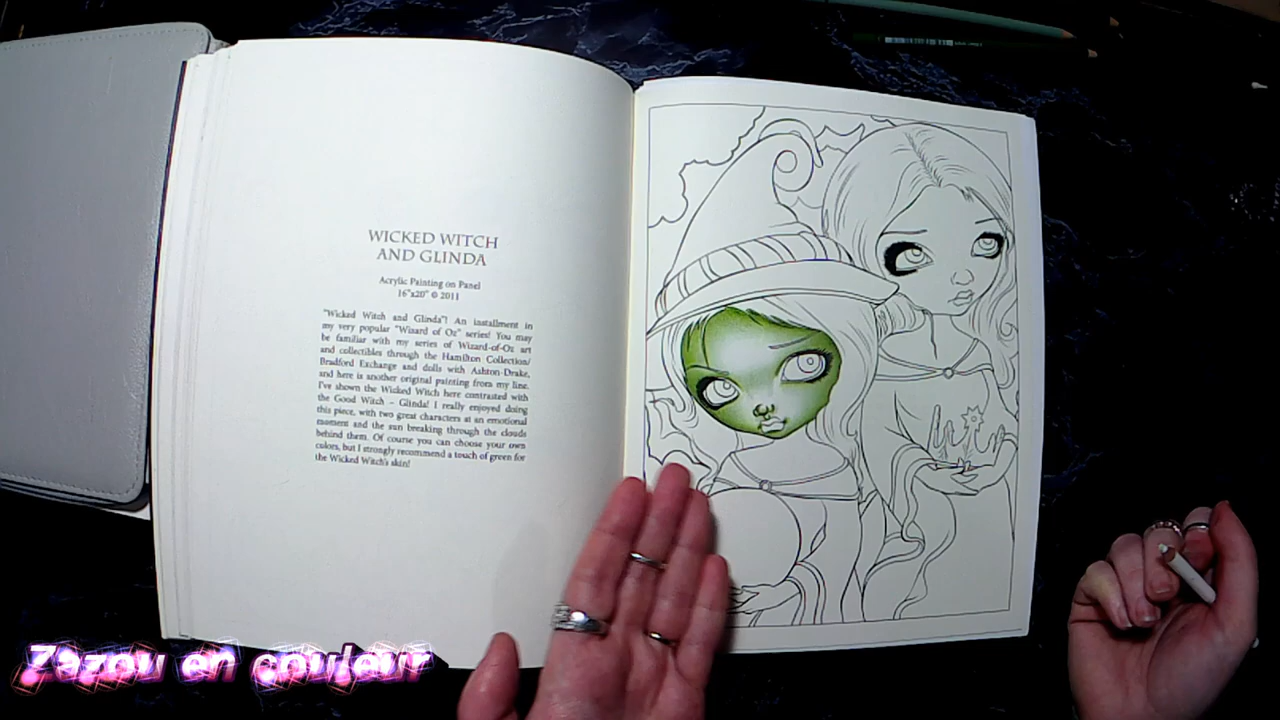 WICKED WITCH
AND GLINDA
Acrylic Painting on Panel
16"x20" © 2011
"Wicked Witch and Glinda"! An installment in
my very popular "Wizard of Oz" series! You may
be familiar with my series of Wizard-of-Oz art
and collectibles through the Hamilton Collection/
Bradford Exchange and dolls with Ashton-Drake,
and here is another original painting from my line.
I've shown the Wicked Witch here contrasted with
the Good Witch – Glinda! I really enjoyed doing
this piece, with two great characters at an emotional
moment and the sun breaking through the clouds
behind them. Of course you can choose your own
colors, but I strongly recommend a touch of green for
the Wicked Witch's skin!
Zazou en couleur